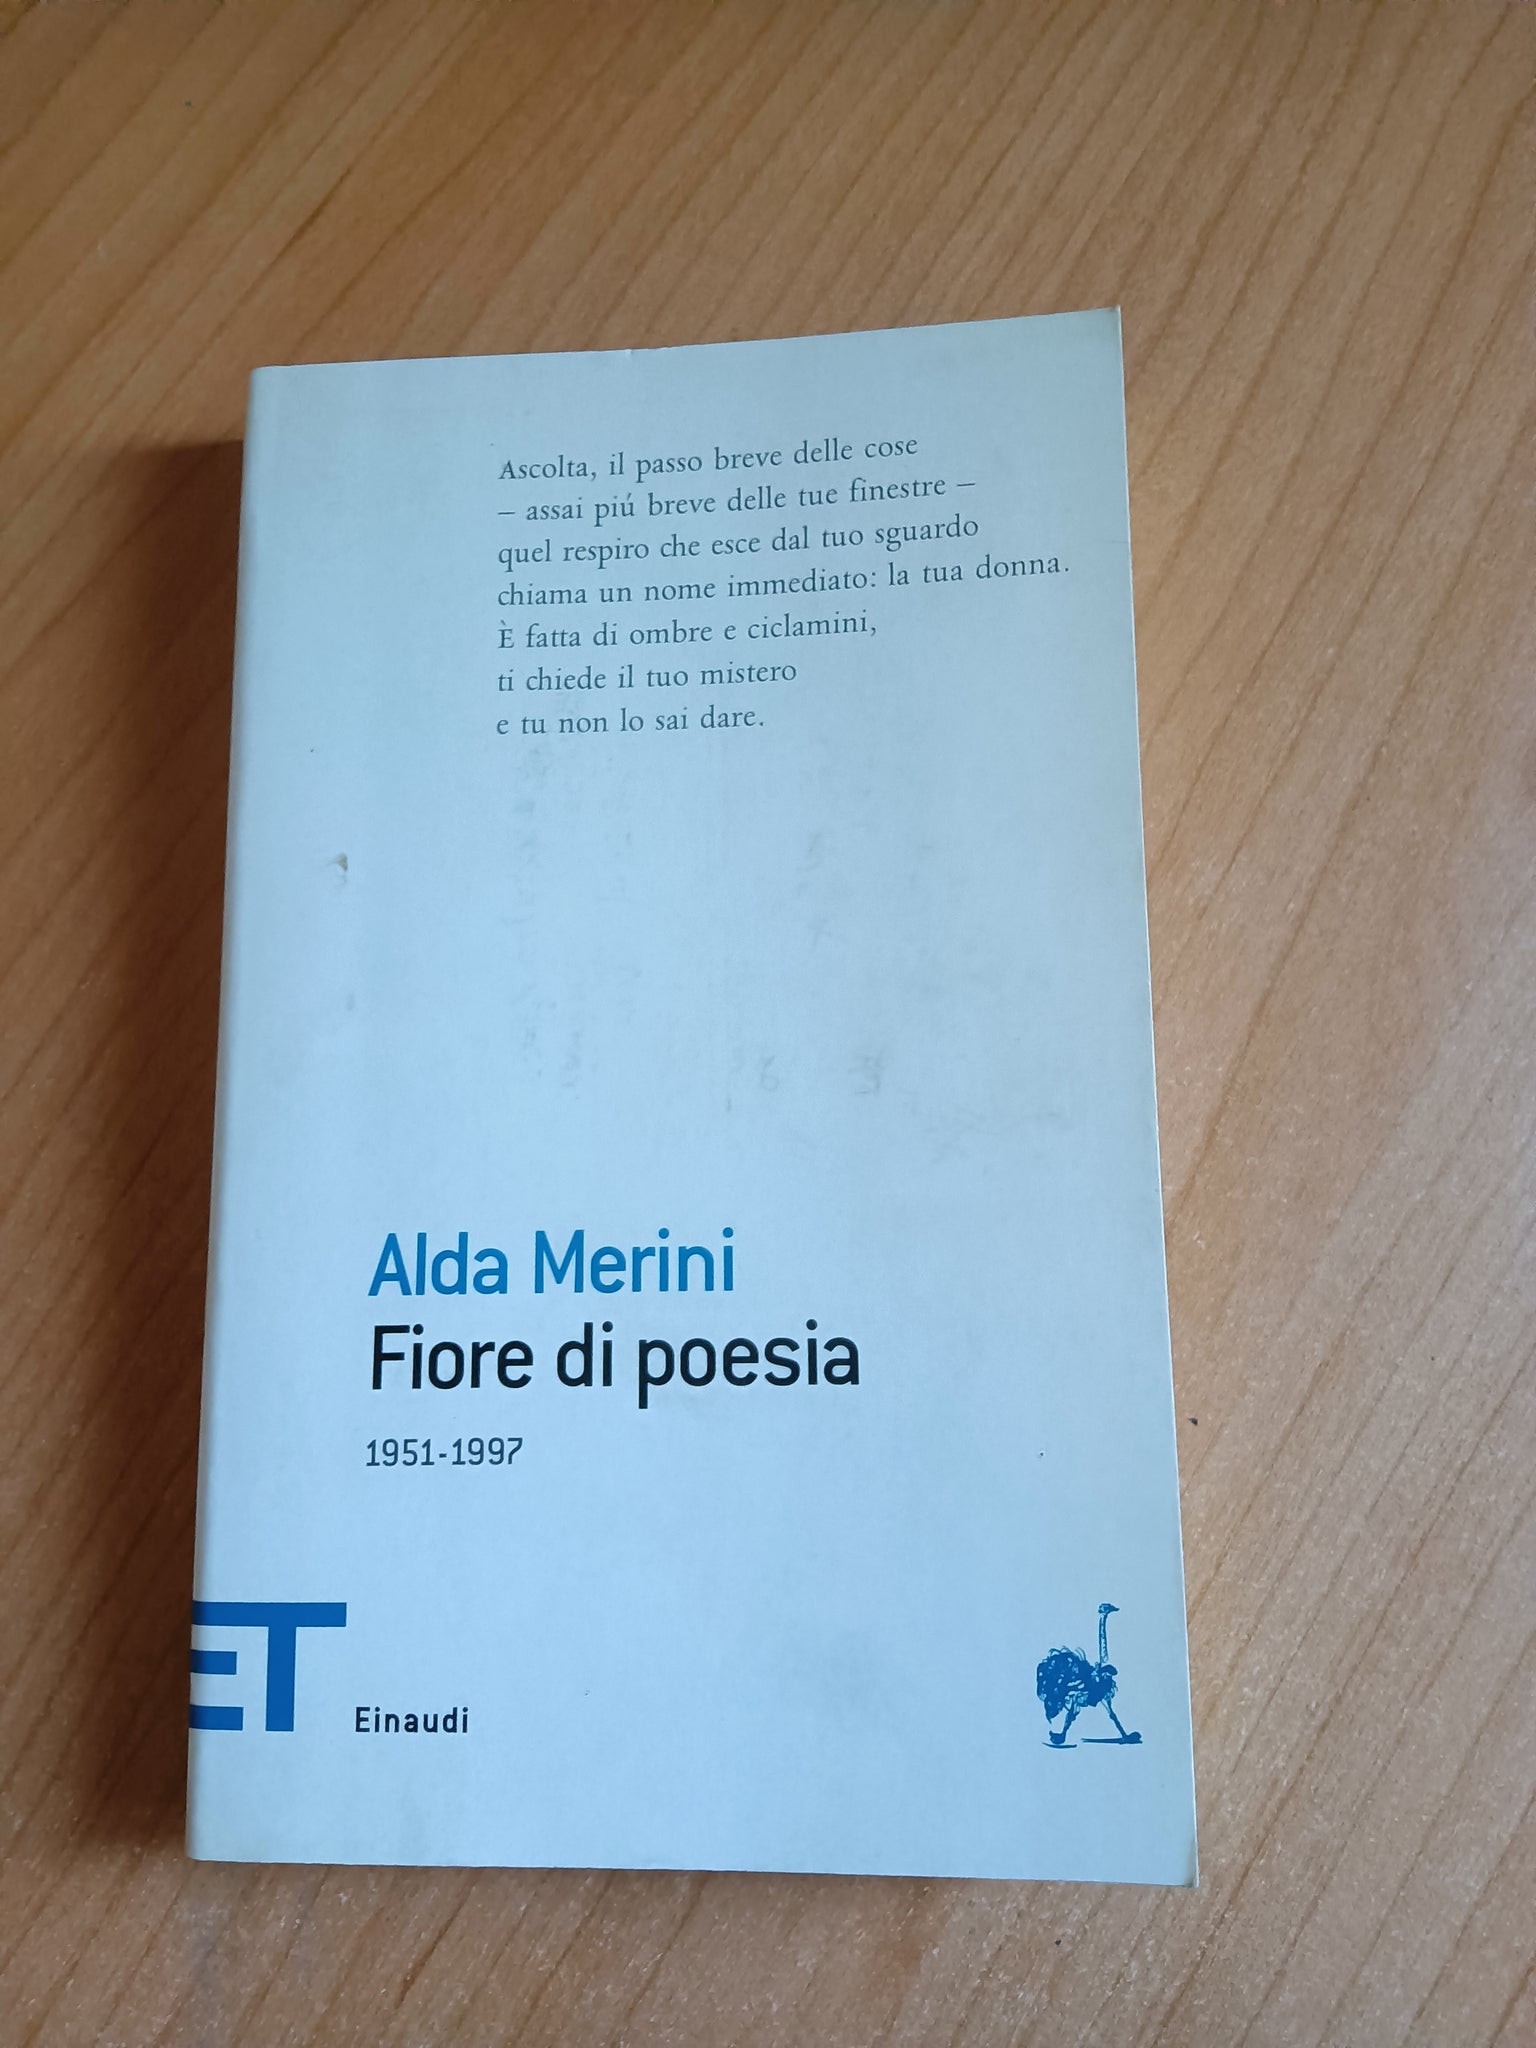 Ascolta, il passo breve delle cose
– assai piú breve delle tue finestre –
quel respiro che esce dal tuo sguardo
chiama un nome immediato: la tua donna.
È fatta di ombre e ciclamini,
ti chiede il tuo mistero
e tu non lo sai dare.
Alda Merini
Fiore di poesia
1951-1997
ET
Einaudi